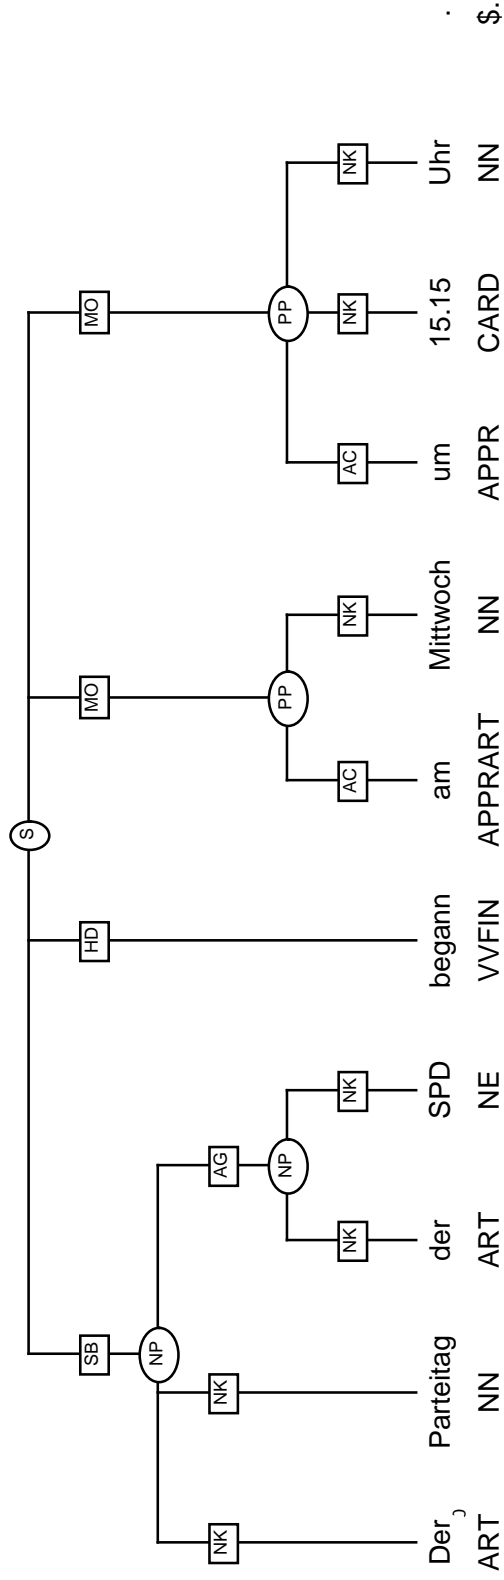 S
SB HD MO MO
NP
NK NK AG
NP PP PP
NK NK AC NK AC NK NK
Der Parteitag der SPD begann am Mittwoch um 15.15 Uhr .
ART NN ART NE VVFIN APPRART NN APPR CARD NN $.